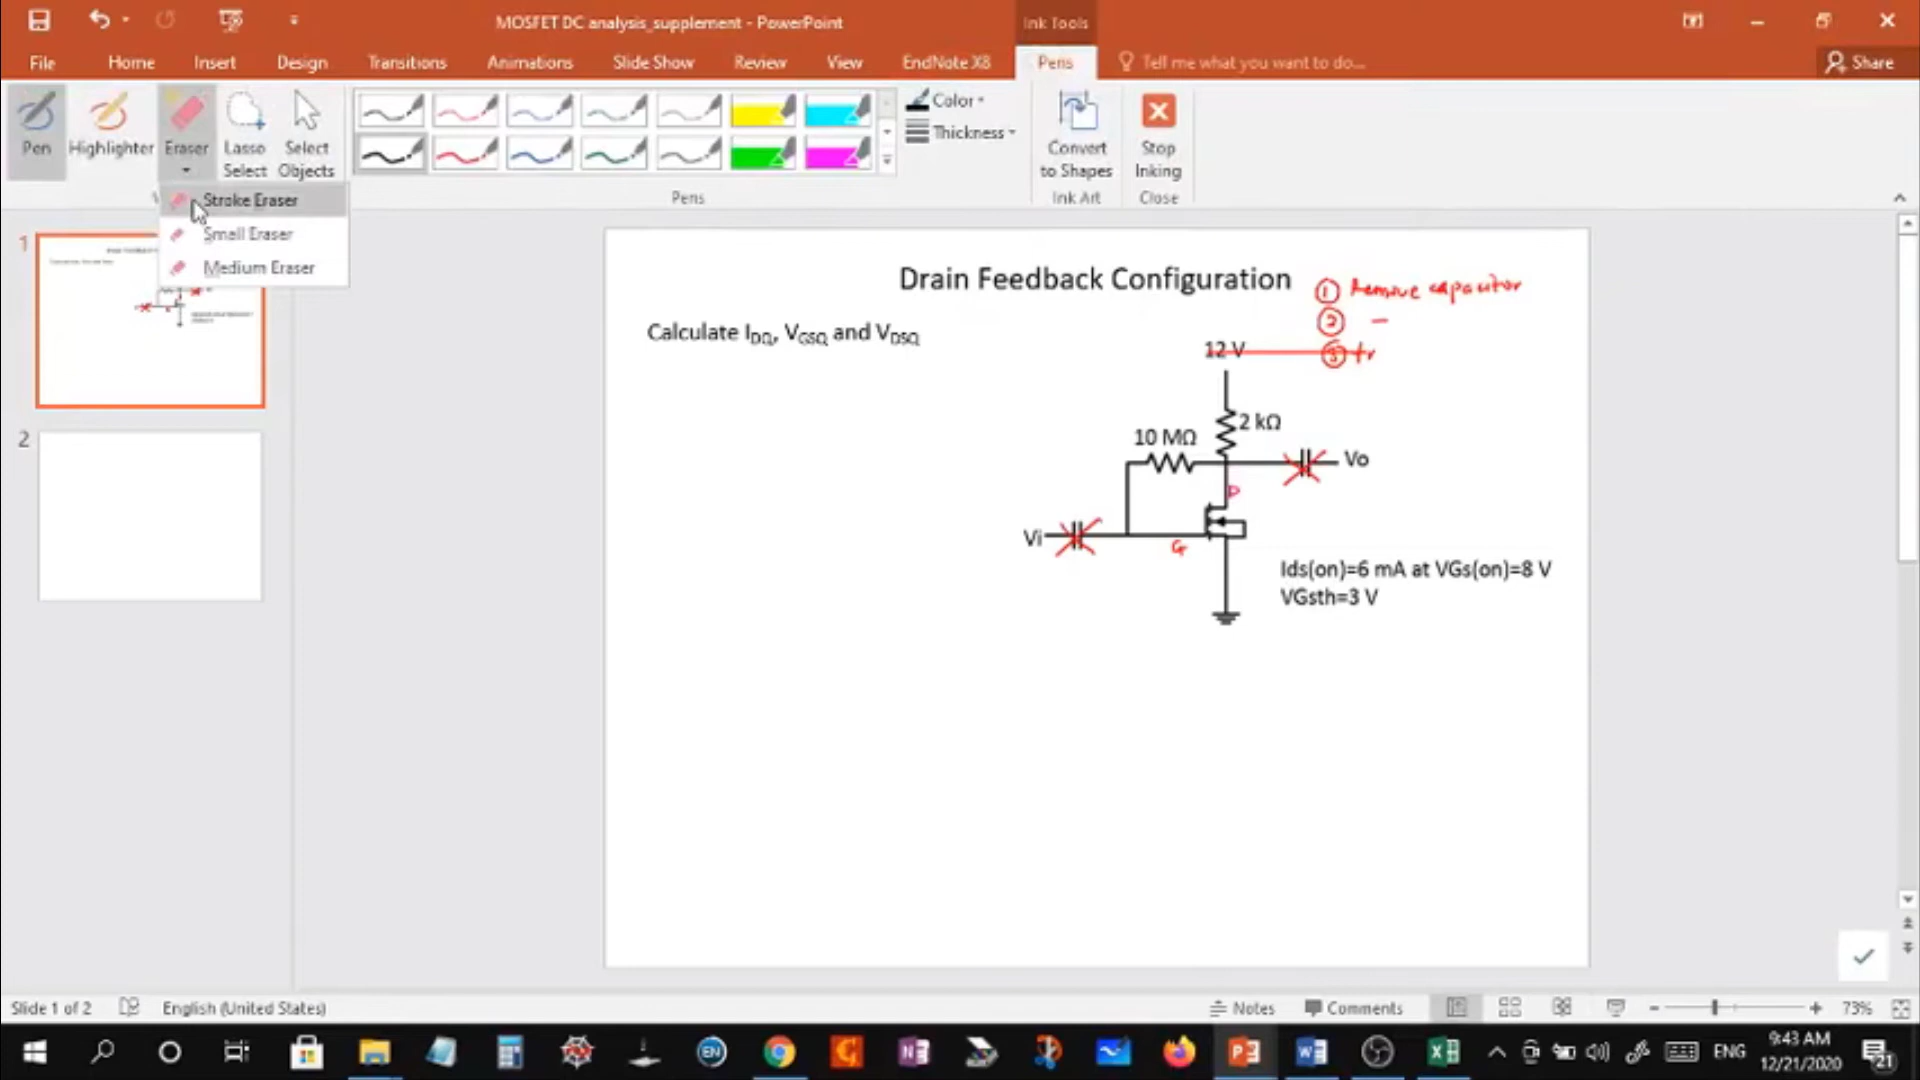 MOSFET DC analysis_supplement - PowerPoint
Ink Tools
File Home Insert Design Transitions Animations Slide Show Review View EndNote X8 Pens Tell me what you want to do... Share
Pen Highlighter Eraser Lasso Select Select Objects
Color
Thickness
Convert to Shapes
Stop Inking
Pens
Ink Art
Close
Stroke Eraser
Small Eraser
Medium Eraser
1
2
Drain Feedback Configuration
① Remove capacitor
② -
③ tr
Calculate IDQ, VGSQ and VDSQ
12 V
2 kΩ
10 MΩ
Vo
D
Vi
G
Ids(on)=6 mA at VGs(on)=8 V
VGsth=3 V
Slide 1 of 2 English (United States) Notes Comments 73%
EN
ENG
9:43 AM
12/21/2020
21